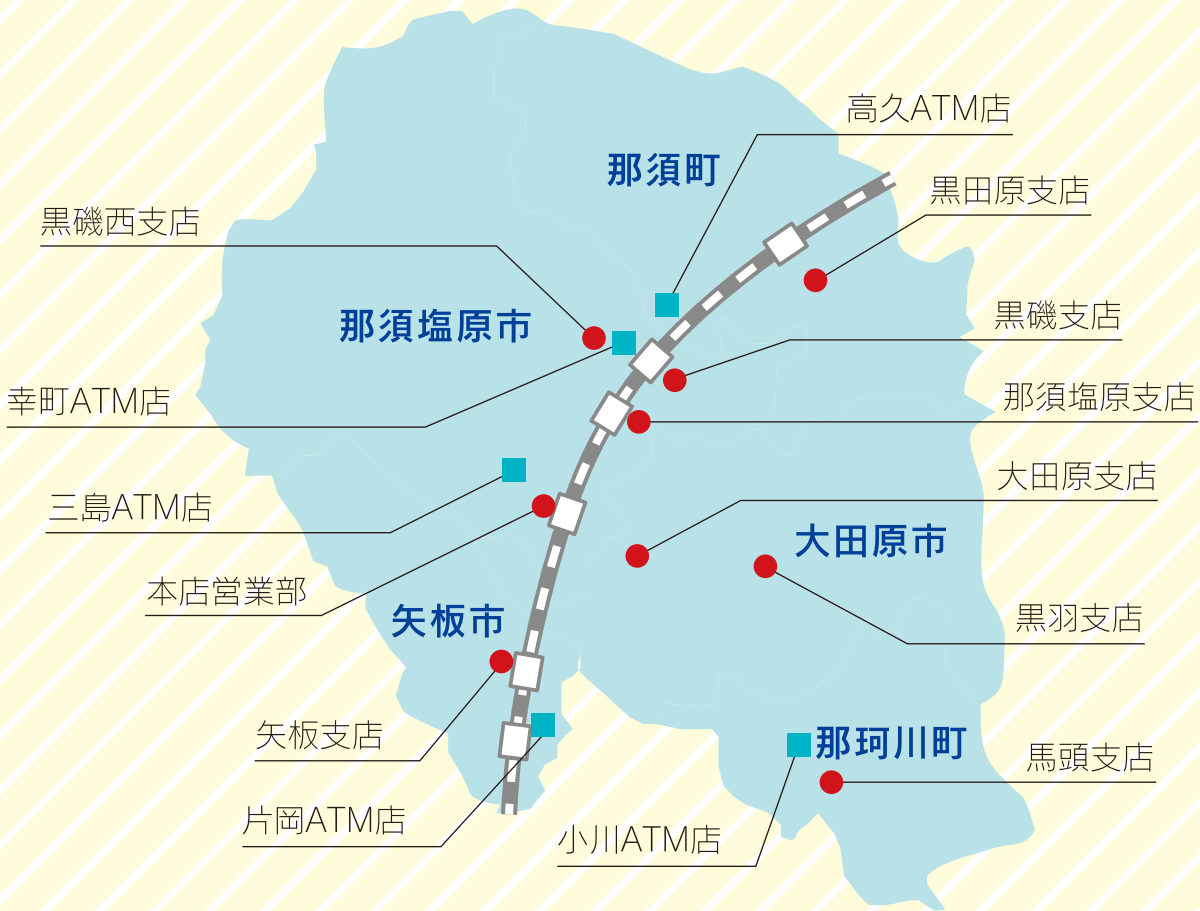 高久ATM店
那須町
黒田原支店
黒磯西支店
那須塩原市
黒磯支店
幸町ATM店
那須塩原支店
大田原支店
三島ATM店
大田原市
本店営業部
矢板市
黒羽支店
矢板支店
那珂川町
馬頭支店
片岡ATM店
小川ATM店